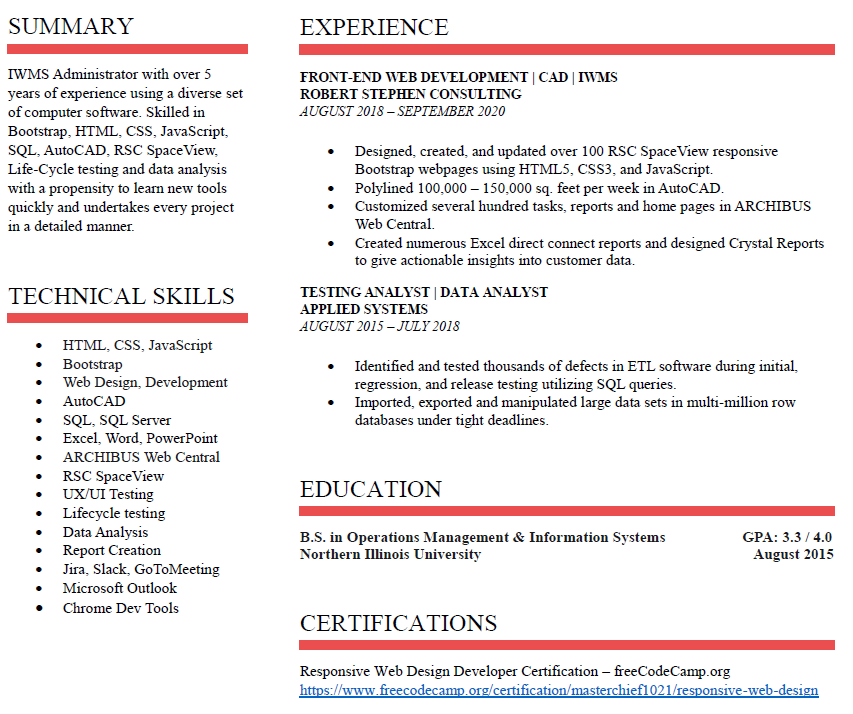 SUMMARY
IWMS Administrator with over 5
years of experience using a diverse set
of computer software. Skilled in
Bootstrap, HTML, CSS, JavaScript,
SQL, AutoCAD, RSC SpaceView,
Life-Cycle testing and data analysis
with a propensity to learn new tools
quickly and undertakes every project
in a detailed manner.
TECHNICAL SKILLS
• HTML, CSS, JavaScript
• Bootstrap
• Web Design, Development
• AutoCAD
• SQL, SQL Server
• Excel, Word, PowerPoint
• ARCHIBUS Web Central
• RSC SpaceView
• UX/UI Testing
• Lifecycle testing
• Data Analysis
• Report Creation
• Jira, Slack, GoToMeeting
• Microsoft Outlook
• Chrome Dev Tools
EXPERIENCE
FRONT-END WEB DEVELOPMENT | CAD | IWMS
ROBERT STEPHEN CONSULTING
AUGUST 2018 – SEPTEMBER 2020
• Designed, created, and updated over 100 RSC SpaceView responsive
Bootstrap webpages using HTML5, CSS3, and JavaScript.
• Polylined 100,000 – 150,000 sq. feet per week in AutoCAD.
• Customized several hundred tasks, reports and home pages in ARCHIBUS
Web Central.
• Created numerous Excel direct connect reports and designed Crystal Reports
to give actionable insights into customer data.
TESTING ANALYST | DATA ANALYST
APPLIED SYSTEMS
AUGUST 2015 – JULY 2018
• Identified and tested thousands of defects in ETL software during initial,
regression, and release testing utilizing SQL queries.
• Imported, exported and manipulated large data sets in multi-million row
databases under tight deadlines.
EDUCATION
B.S. in Operations Management & Information Systems GPA: 3.3 / 4.0
Northern Illinois University August 2015
CERTIFICATIONS
Responsive Web Design Developer Certification – freeCodeCamp.org
https://www.freecodecamp.org/certification/masterchief1021/responsive-web-design